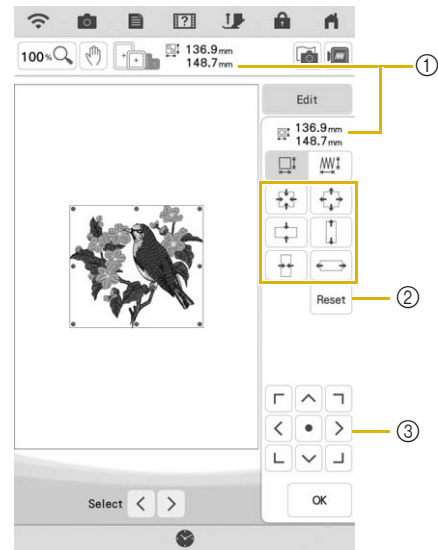 100% 136.9mm
148.7mm
①
Edit
136.9mm
148.7mm
Reset ②
③
Select
OK